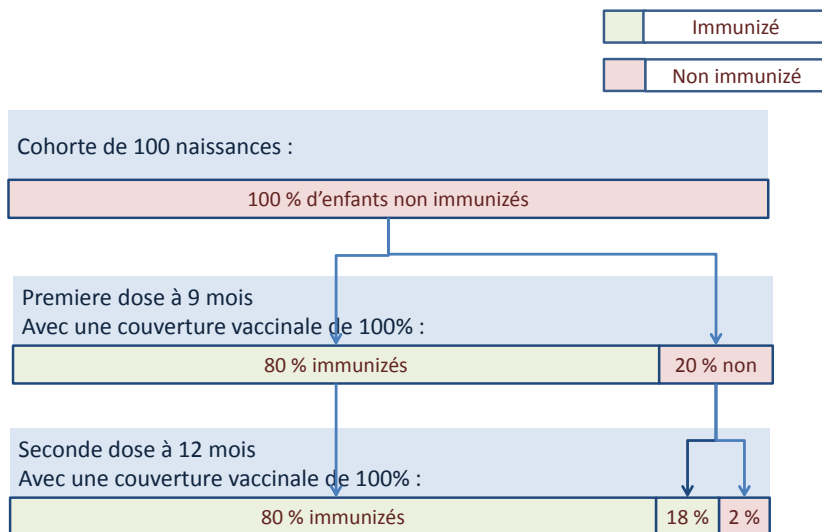 Immunizé
Non immunizé
Cohorte de 100 naissances :
100 % d’enfants non immunizés
Premiere dose à 9 mois
Avec une couverture vaccinale de 100% :
80 % immunizés
20 % non
Seconde dose à 12 mois
Avec une couverture vaccinale de 100% :
80 % immunizés
18 %
2 %